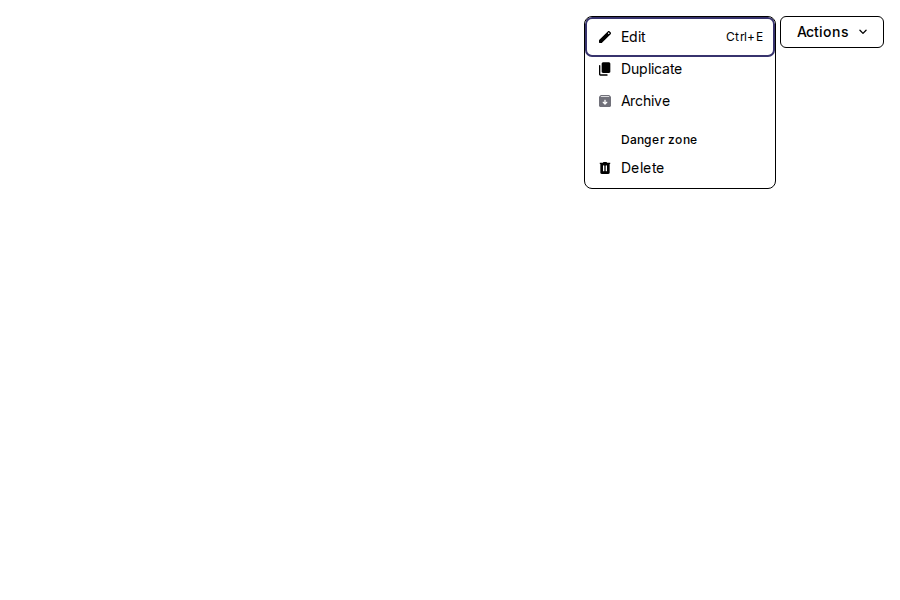 Edit Ctrl+E
Actions
Duplicate
Archive
Danger zone
Delete